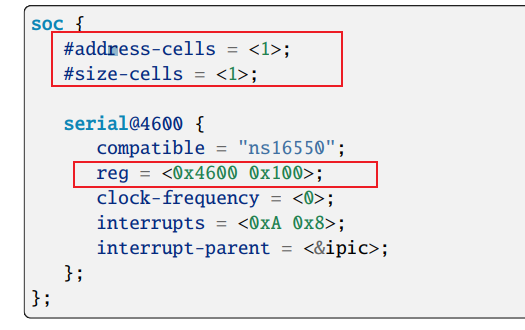 soc {
#address-cells = <1>;
#size-cells = <1>;
serial@4600 {
compatible = "ns16550";
reg = <0x4600 0x100>;
clock-frequency = <0>;
interrupts = <0xA 0x8>;
interrupt-parent = <&ipic>;
};
};